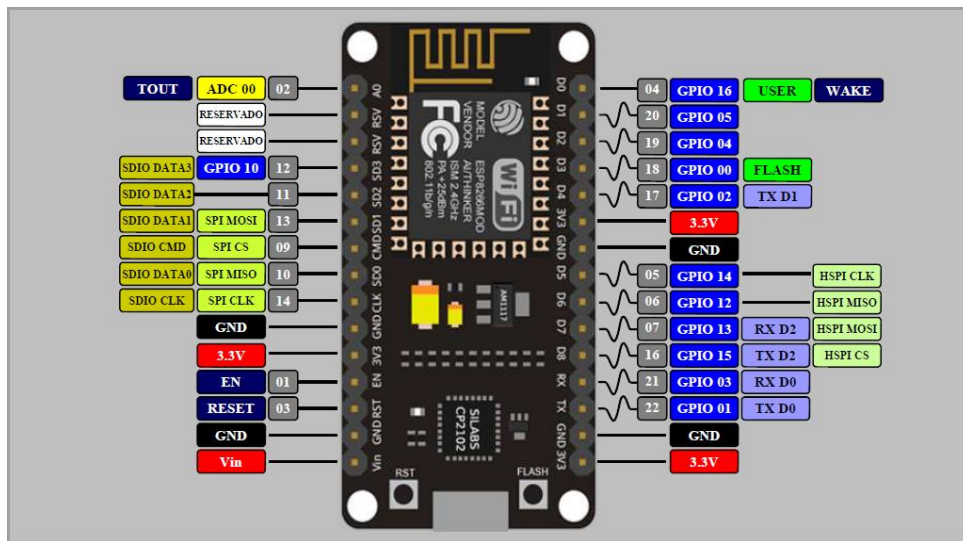 TOUT ADC 00 02 A0
RESERVADO RSV
RESERVADO RSV
SDIO DATA3 GPIO 10 12 SD3
SDIO DATA2 11 SD2
SDIO DATA1 SPI MOSI 13 SD1
SDIO CMD SPI CS 09 CMD
SDIO DATA0 SPI MISO 10 SD0
SDIO CLK SPI CLK 14 CLK
GND GND
3.3V 3V3
EN 01 EN
RESET 03 RST
GND GND
Vin Vin
MODEL ESP8266MOD
VENDOR AI/THINKER
ISM 2.4GHz
PA +25dBm
802.11b/g/n
FC
Wi Fi
AM1117
SILABS
CP2102
RST
FLASH
D0 04 GPIO 16 USER WAKE
D1 20 GPIO 05
D2 19 GPIO 04
D3 18 GPIO 00 FLASH
D4 17 GPIO 02 TX D1
3V3 3.3V
GND GND
D5 05 GPIO 14 HSPI CLK
D6 06 GPIO 12 HSPI MISO
D7 07 GPIO 13 RX D2 HSPI MOSI
D8 16 GPIO 15 TX D2 HSPI CS
RX 21 GPIO 03 RX D0
TX 22 GPIO 01 TX D0
GND GND
3V3 3.3V